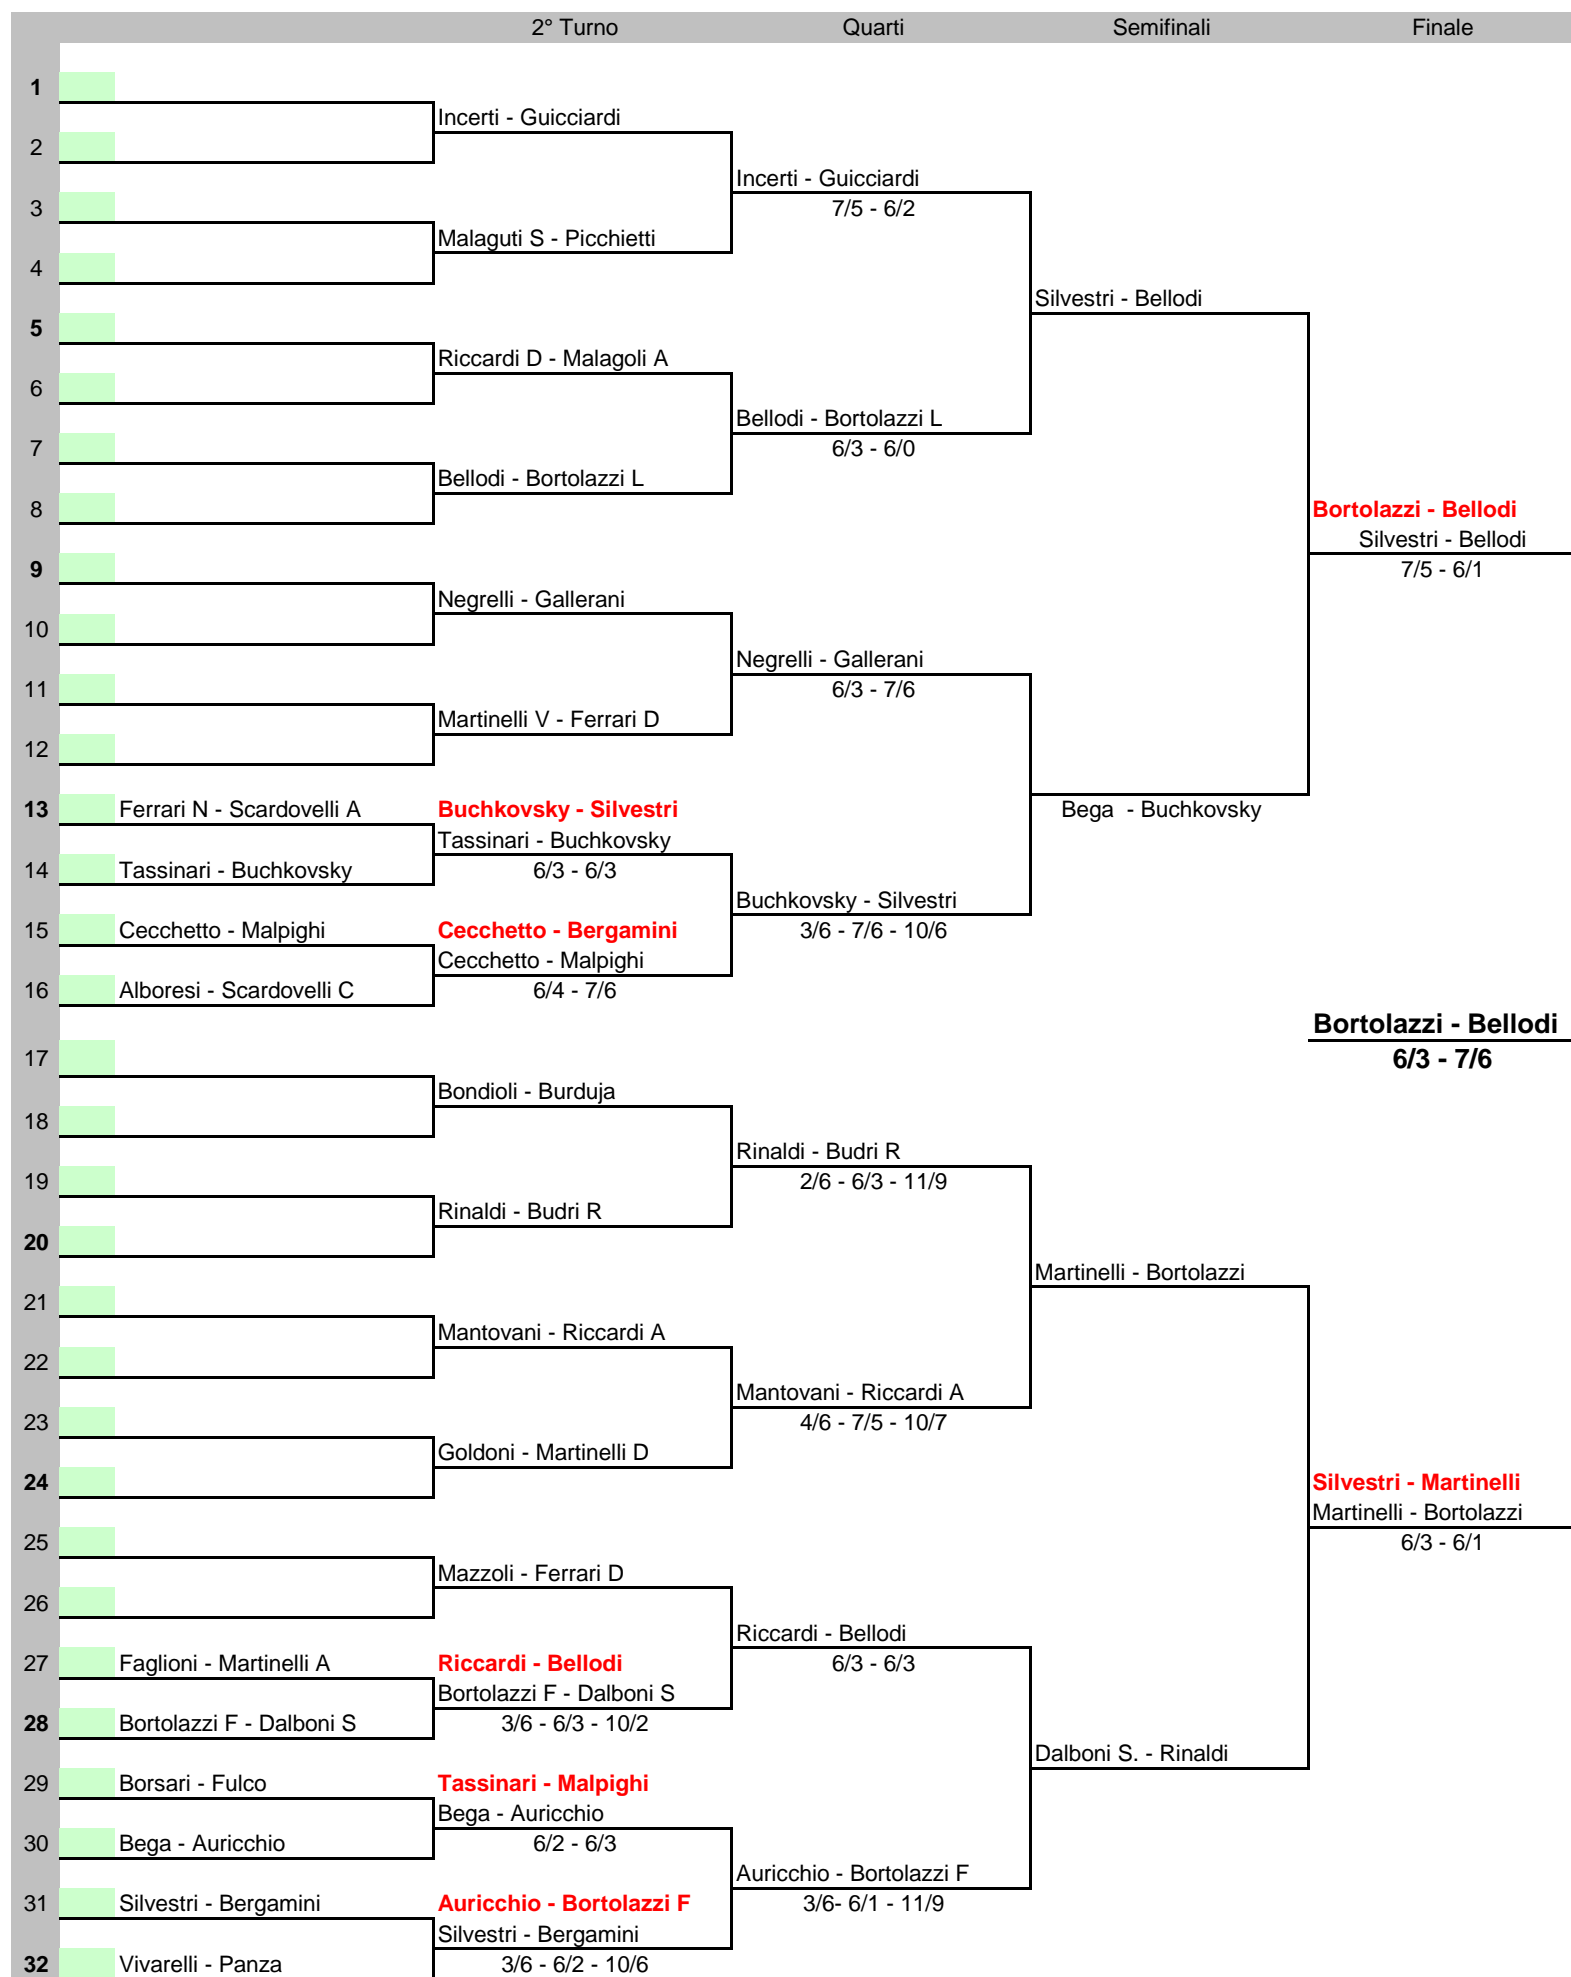 2° Turno Quarti Semifinali Finale
1
Incerti - Guicciardi
2
Incerti - Guicciardi
3 7/5 - 6/2
Malaguti S - Picchietti
4
Silvestri - Bellodi
5
Riccardi D - Malagoli A
6
Bellodi - Bortolazzi L
7 6/3 - 6/0
Bellodi - Bortolazzi L
8 Bortolazzi - Bellodi
Silvestri - Bellodi
9 7/5 - 6/1
Negrelli - Gallerani
10
Negrelli - Gallerani
11 6/3 - 7/6
Martinelli V - Ferrari D
12
13 Ferrari N - Scardovelli A Buchkovsky - Silvestri Bega - Buchkovsky
Tassinari - Buchkovsky
14 Tassinari - Buchkovsky 6/3 - 6/3
Buchkovsky - Silvestri
15 Cecchetto - Malpighi Cecchetto - Bergamini 3/6 - 7/6 - 10/6
Cecchetto - Malpighi
16 Alboresi - Scardovelli C 6/4 - 7/6
Bortolazzi - Bellodi
17 6/3 - 7/6
Bondioli - Burduja
18
Rinaldi - Budri R
19 2/6 - 6/3 - 11/9
Rinaldi - Budri R
20
Martinelli - Bortolazzi
21
Mantovani - Riccardi A
22
Mantovani - Riccardi A
23 4/6 - 7/5 - 10/7
Goldoni - Martinelli D
24 Silvestri - Martinelli
Martinelli - Bortolazzi
25 6/3 - 6/1
Mazzoli - Ferrari D
26
Riccardi - Bellodi
27 Faglioni - Martinelli A Riccardi - Bellodi 6/3 - 6/3
Bortolazzi F - Dalboni S
28 Bortolazzi F - Dalboni S 3/6 - 6/3 - 10/2
Dalboni S. - Rinaldi
29 Borsari - Fulco Tassinari - Malpighi
Bega - Auricchio
30 Bega - Auricchio 6/2 - 6/3
Auricchio - Bortolazzi F
31 Silvestri - Bergamini Auricchio - Bortolazzi F 3/6- 6/1 - 11/9
Silvestri - Bergamini
32 Vivarelli - Panza 3/6 - 6/2 - 10/6